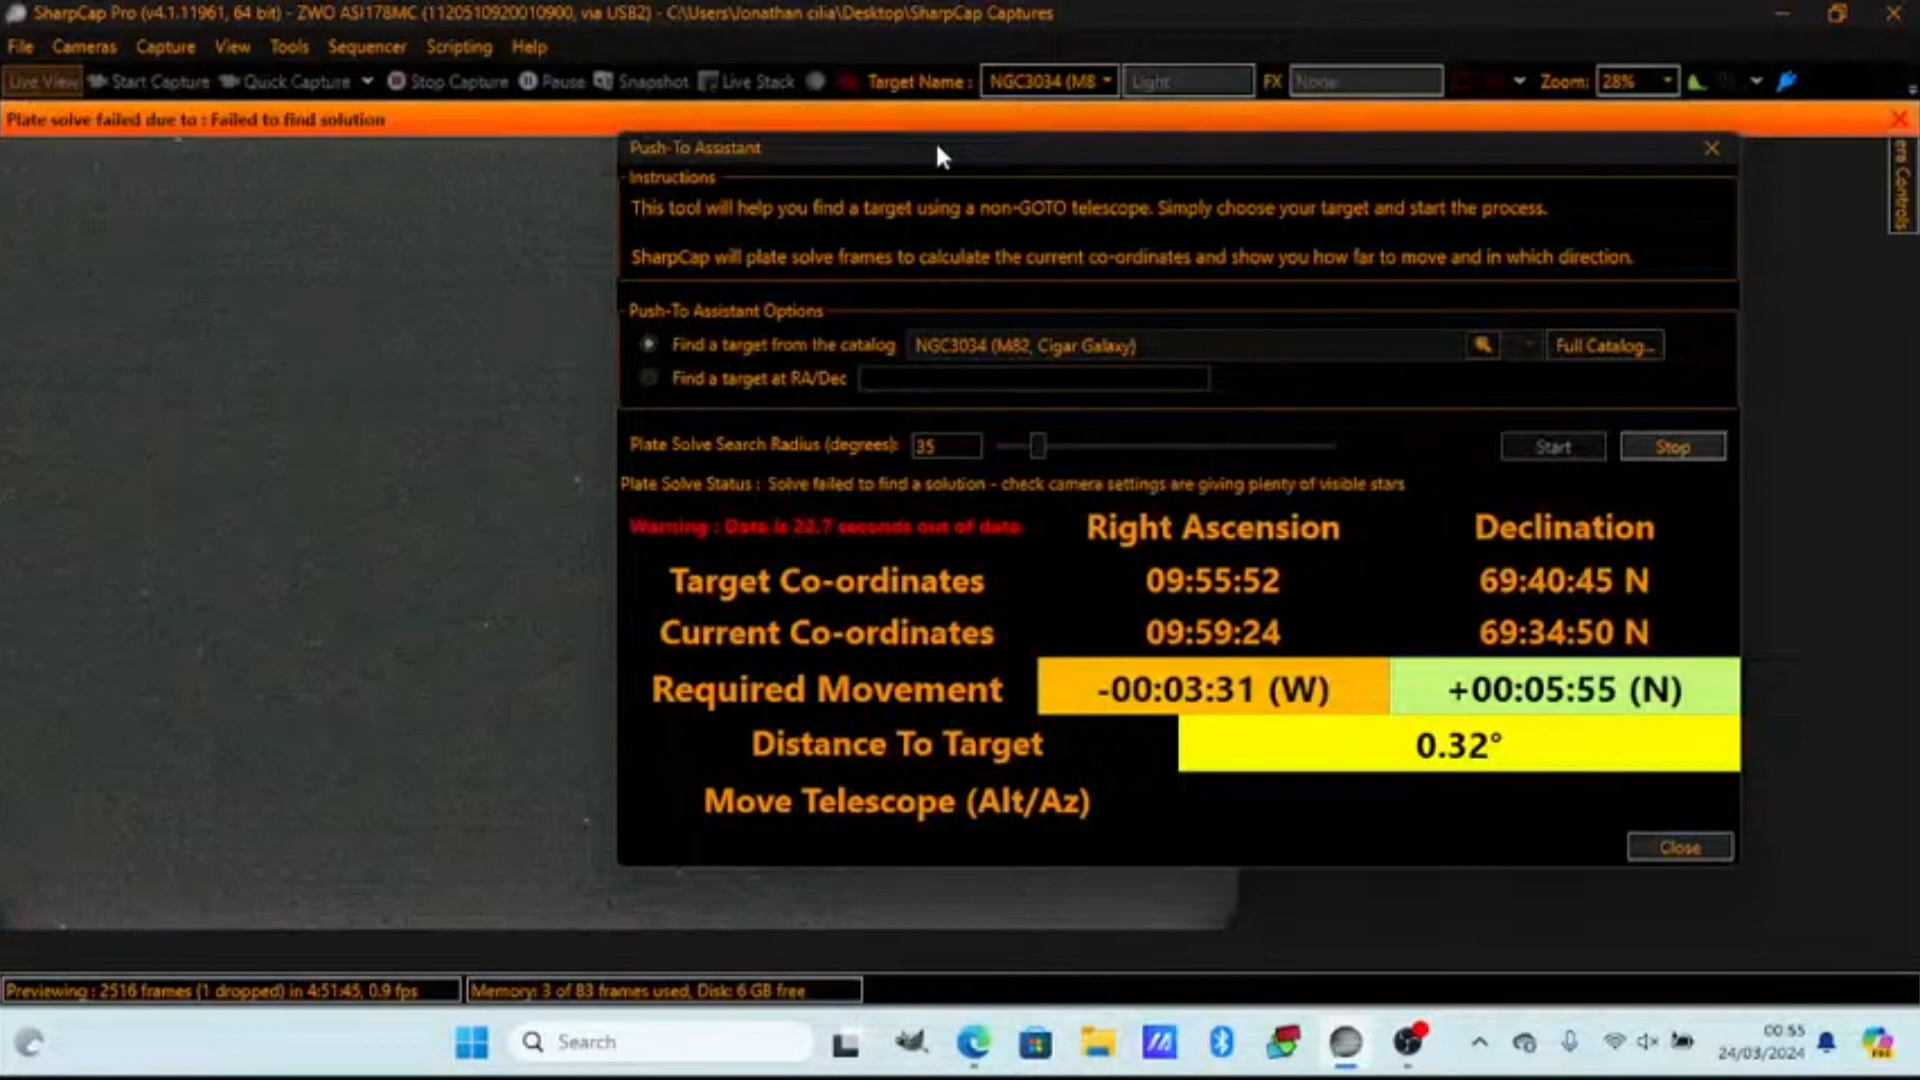 SharpCap Pro (v4.1.11961, 64 bit) - ZWO ASI178MC (1120510920010900, via USB2) - C:\Users\Jonathan cilia\Desktop\SharpCap Captures
File Cameras Capture View Tools Sequencer Scripting Help
Live View Start Capture Quick Capture Stop Capture Pause Snapshot Live Stack Target Name : NGC3034 (M8 Light FX None Zoom: 28%
Plate solve failed due to : Failed to find solution
Push-To Assistant
Instructions
This tool will help you find a target using a non-GOTO telescope. Simply choose your target and start the process.
SharpCap will plate solve frames to calculate the current co-ordinates and show you how far to move and in which direction.
Push-To Assistant Options
Find a target from the catalog NGC3034 (M82, Cigar Galaxy) Full Catalog...
Find a target at RA/Dec
Plate Solve Search Radius (degrees): 35 Start Stop
Plate Solve Status : Solve failed to find a solution - check camera settings are giving plenty of visible stars
Warning : Data is 22.7 seconds out of date.
Right Ascension Declination
Target Co-ordinates 09:55:52 69:40:45 N
Current Co-ordinates 09:59:24 69:34:50 N
Required Movement -00:03:31 (W) +00:05:55 (N)
Distance To Target 0.32°
Move Telescope (Alt/Az)
Close
era Controls
Previewing : 2516 frames (1 dropped) in 4:51:45, 0.9 fps Memory: 3 of 83 frames used, Disk: 6 GB free
Search
00:55
24/03/2024
PRE